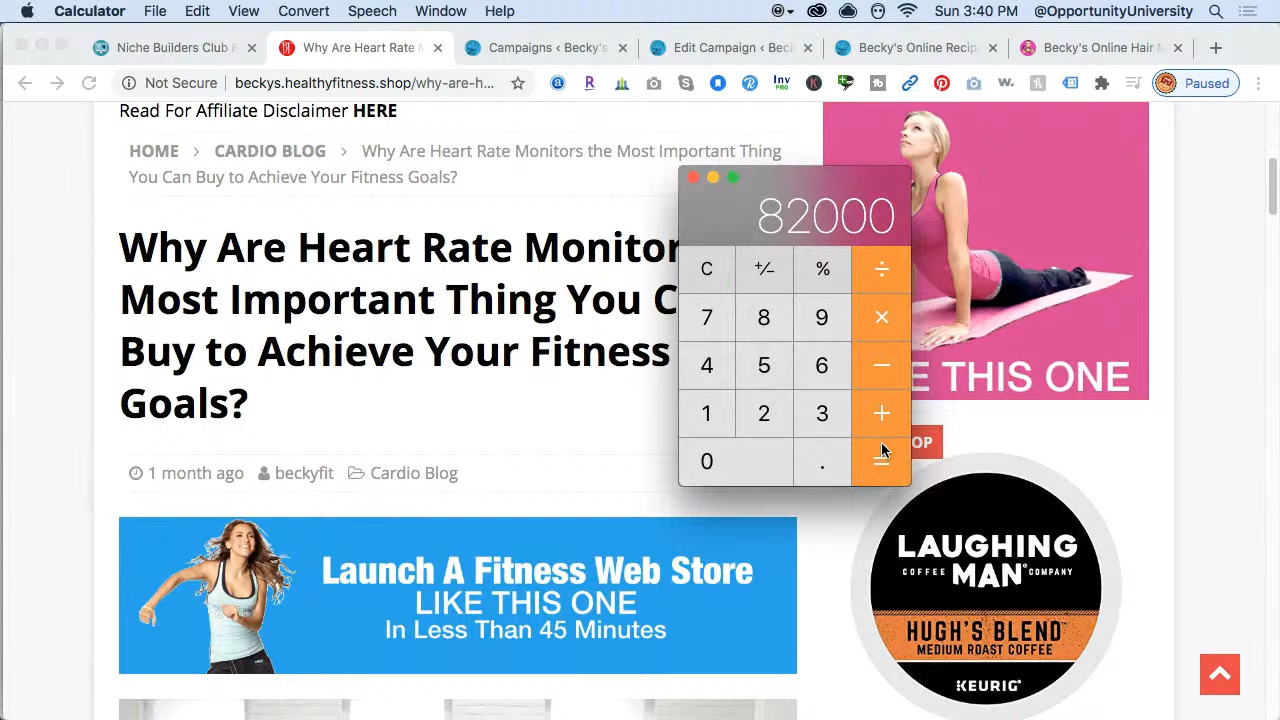 Calculator File Edit View Convert Speech Window Help Sun 3:40 PM @OpportunityUniversity
Niche Builders Club H Why Are Heart Rate M Campaigns ‹ Becky's Edit Campaign ‹ Beck Becky's Online Recip Becky's Online Hair M
Not Secure beckys.healthyfitness.shop/why-are-h... Paused
Read For Affiliate Disclaimer HERE
HOME > CARDIO BLOG > Why Are Heart Rate Monitors the Most Important Thing
You Can Buy to Achieve Your Fitness Goals?
Why Are Heart Rate Monitor
Most Important Thing You C
Buy to Achieve Your Fitness
Goals?
1 month ago beckyfit Cardio Blog
Launch A Fitness Web Store
LIKE THIS ONE
In Less Than 45 Minutes
82000
C +⁄− % ÷
7 8 9 ×
4 5 6 −
1 2 3 +
0 . =
E THIS ONE
OP
LAUGHING
COFFEE MAN® COMPANY
HUGH'S BLEND™
MEDIUM ROAST COFFEE
KEURIG®